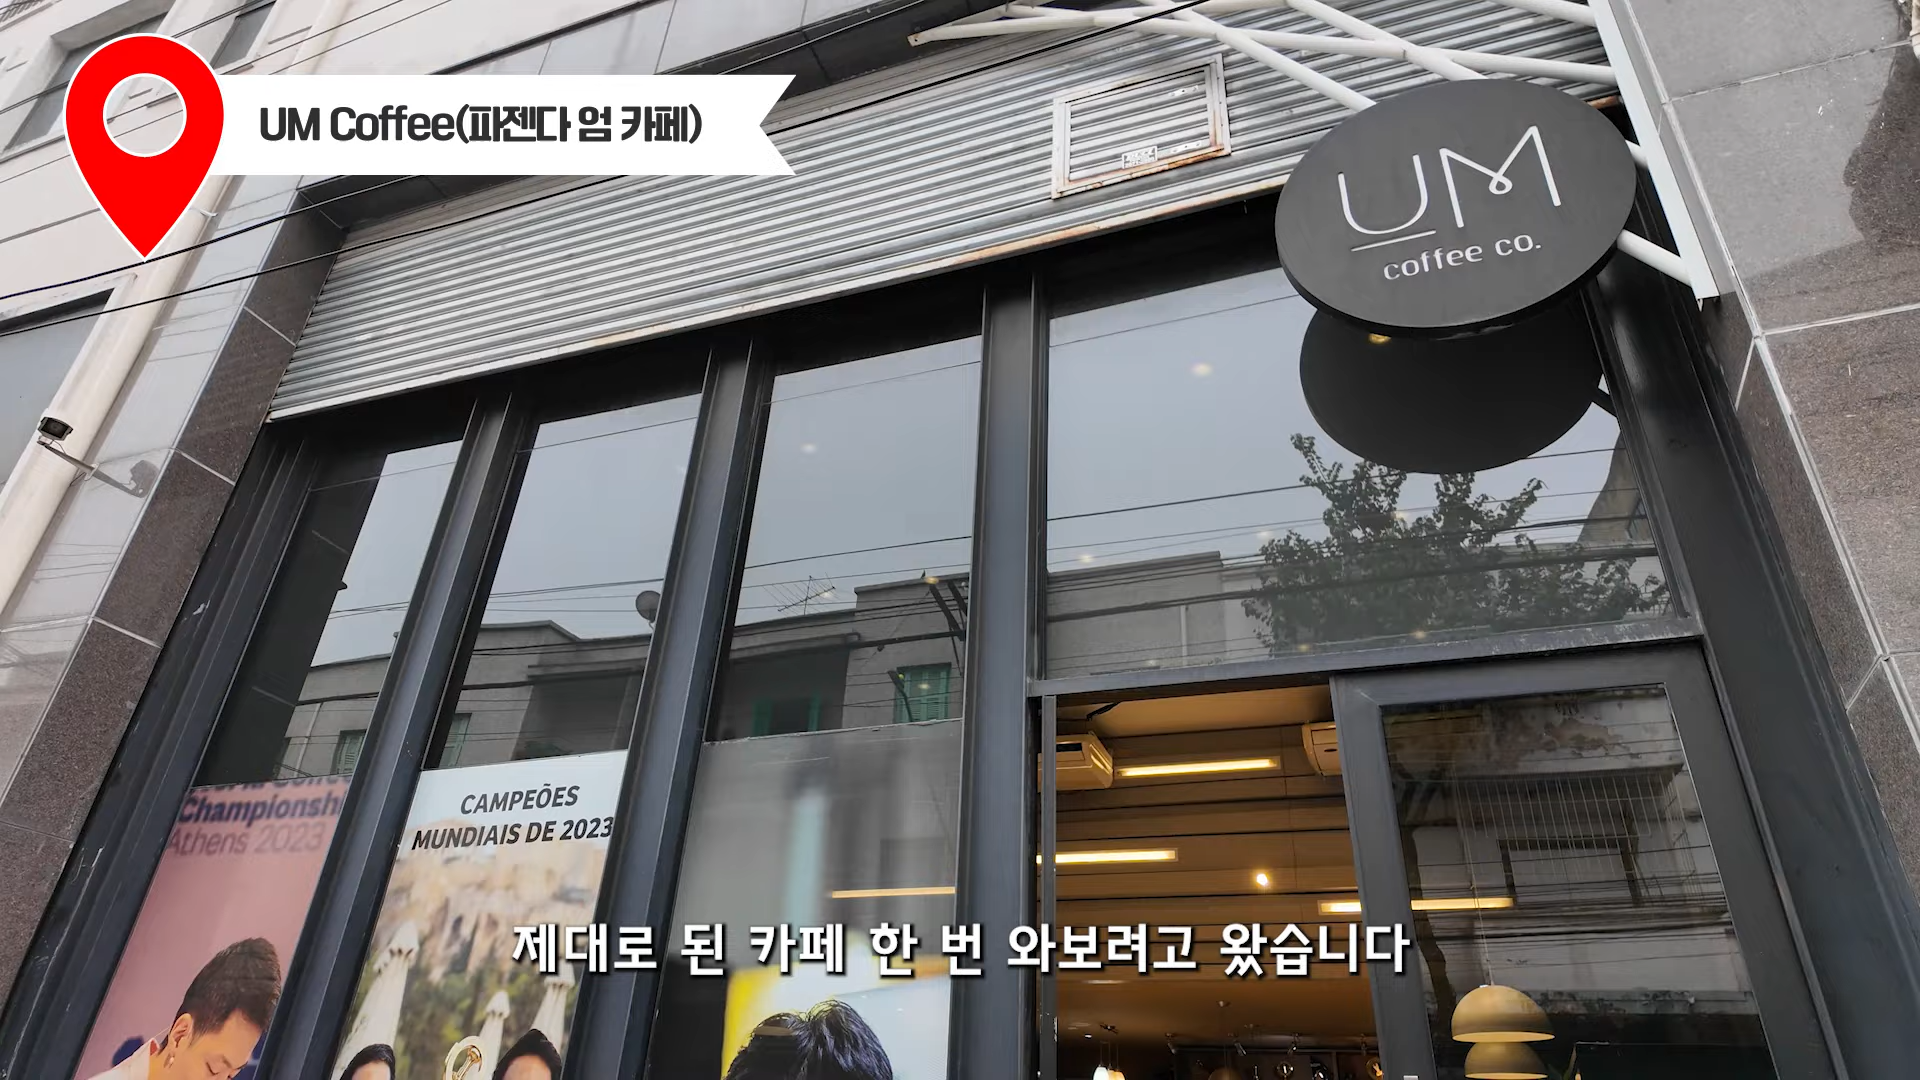 UM Coffee(파젠다 엄 카페)
UM
coffee co.
Championsh
Athens 2023
CAMPEÕES
MUNDIAIS DE 2023
제대로 된 카페 한 번 와보려고 왔습니다